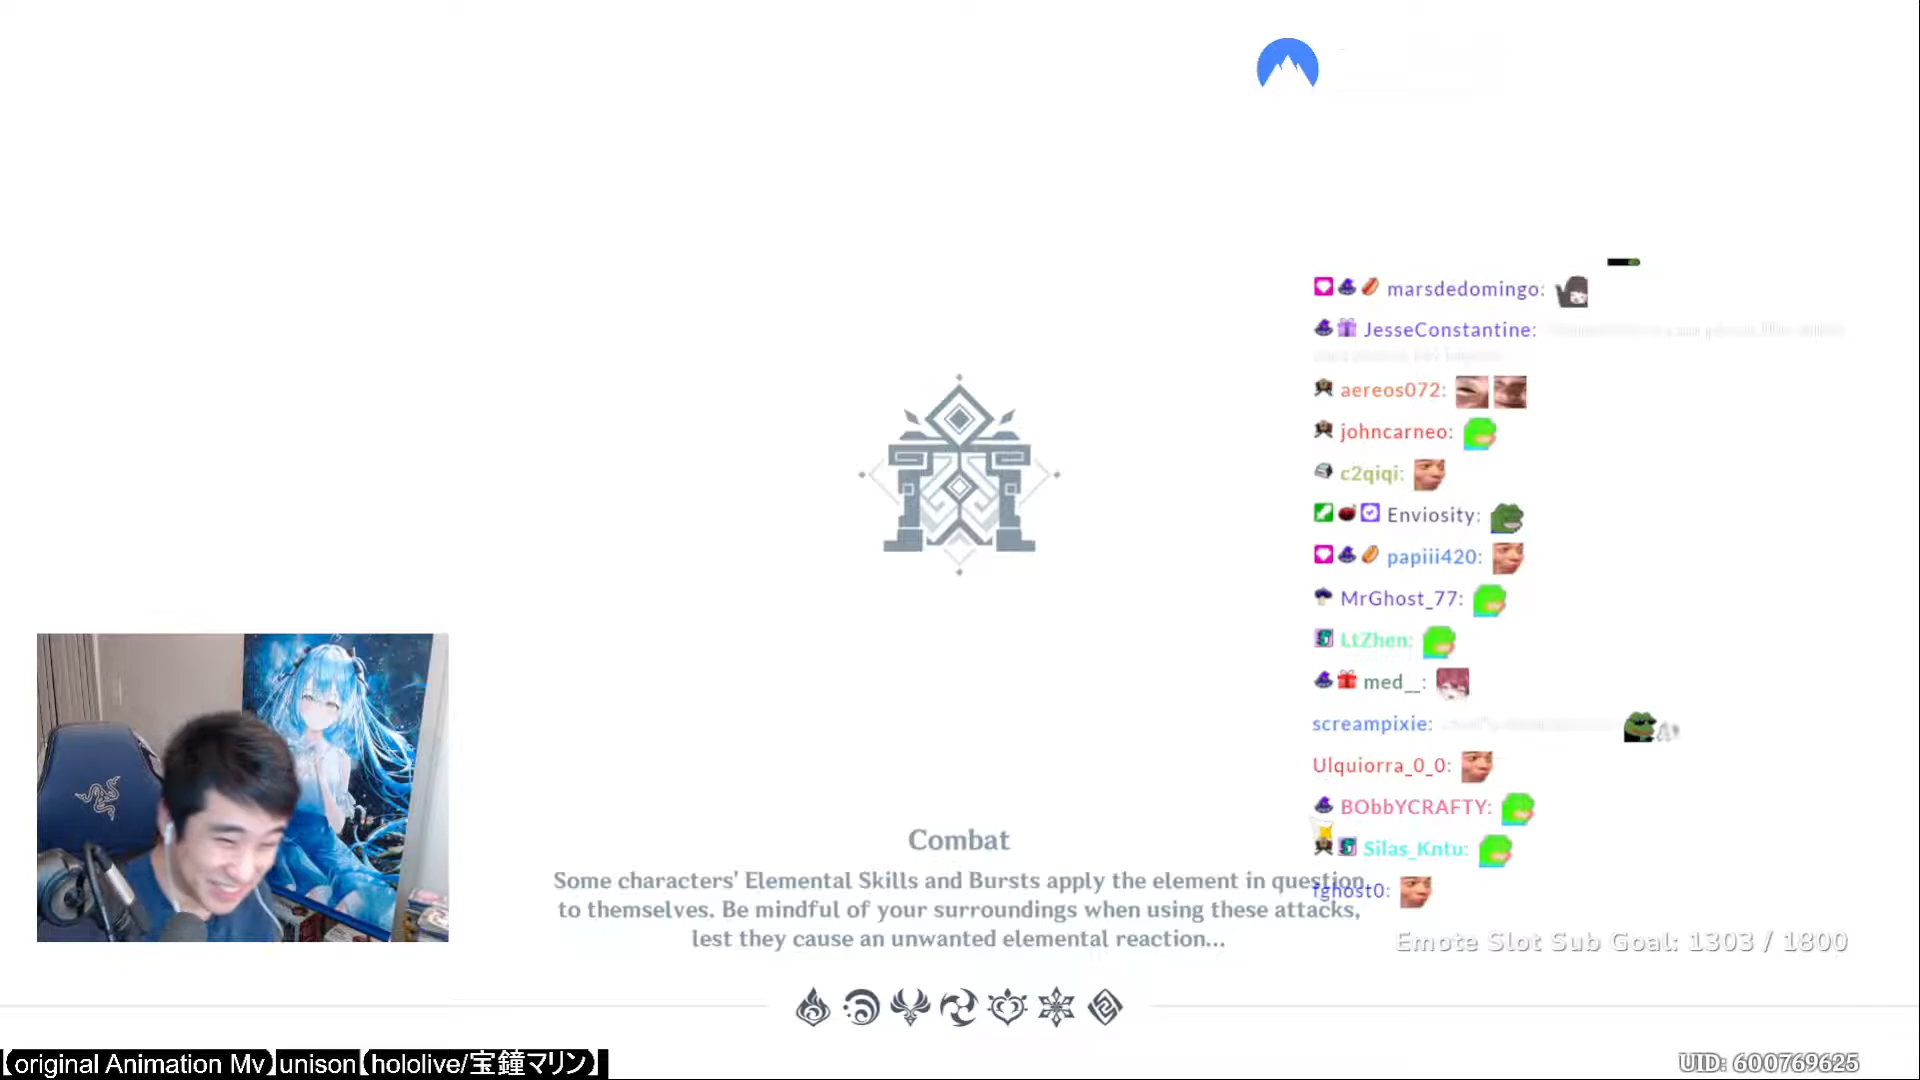 marsdedomingo:
JesseConstantine:
aereos072:
johncarneo:
c2qiqi:
Enviosity:
papiii420:
MrGhost_77:
LtZhen:
med__:
screampixie:
Ulquiorra_0_0:
BObbYCRAFTY:
Silas_Kntu:
fghost0:
Combat
Some characters' Elemental Skills and Bursts apply the element in question
to themselves. Be mindful of your surroundings when using these attacks,
lest they cause an unwanted elemental reaction...
Emote Slot Sub Goal: 1303 / 1800
【original Animation Mv】unison【hololive/宝鐘マリン】
UID: 600769625